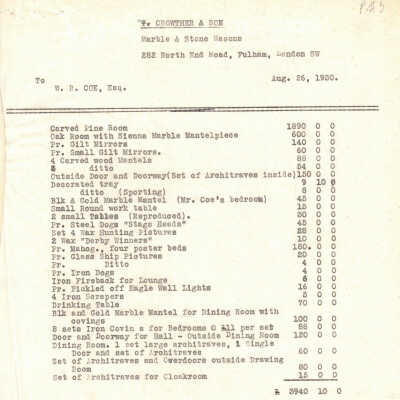 P. 23
T. CROWTHER & SON
Marble & Stone Masons
282 North End Road, Fulham, London SW
To
Aug. 26, 1930.
W. R. COE, Esq.
Carved Pine Room 1890 0 0
Oak Room with Sienna Marble Mantelpiece 600 0 0
Pr. Gilt Mirrors 140 0 0
Pr. Small Gilt Mirrors. 60 0 0
4 Carved wood Mantels 88 0 0
1 ditto 54 0 0
Outside Door and Doorway(Set of Architraves inside) 150 0 0
Decorated tray 9 10 0
ditto (Sporting) 8 0 0
Blk & Gold Marble Mantel (Mr. Coe's bedroom) 45 0 0
Small Round work table 15 0 0
2 small Tables (Reproduced). 30 0 0
Pr. Steel Dogs "Stags Heads" 45 0 0
Set 4 Wax Hunting Pictures 28 0 0
2 Wax "Derby Winners" 10 0 0
Pr. Mahog., four poster beds 180. 0 0
Pr. Glass Ship Pictures 20 0 0
Pr. Ditto 4 0 0
Pr. Iron Dogs 4 0 0
Iron Fireback for Lounge 6 0 0
Pr. Pickled off Eagle Wall Lights 16 0 0
4 Iron Scrapers 5 0 0
Drinking Table 70 0 0
Blk and Gold Marble Mantel for Dining Room with
covings 100 0 0
8 sets Iron Covin s for Bedrooms @ £11 per set 88 0 0
Door and Doorway for Hall - Outside Dining Room 120 0 0
Dining Room. 1 set large architraves, 1 Single
Door and set of Architraves 60 0 0
Set of Architraves and Overdoors outside Drawing
Room 80 0 0
Set of Architraves for Cloakroom 15 0 0
£ 3940 10 0